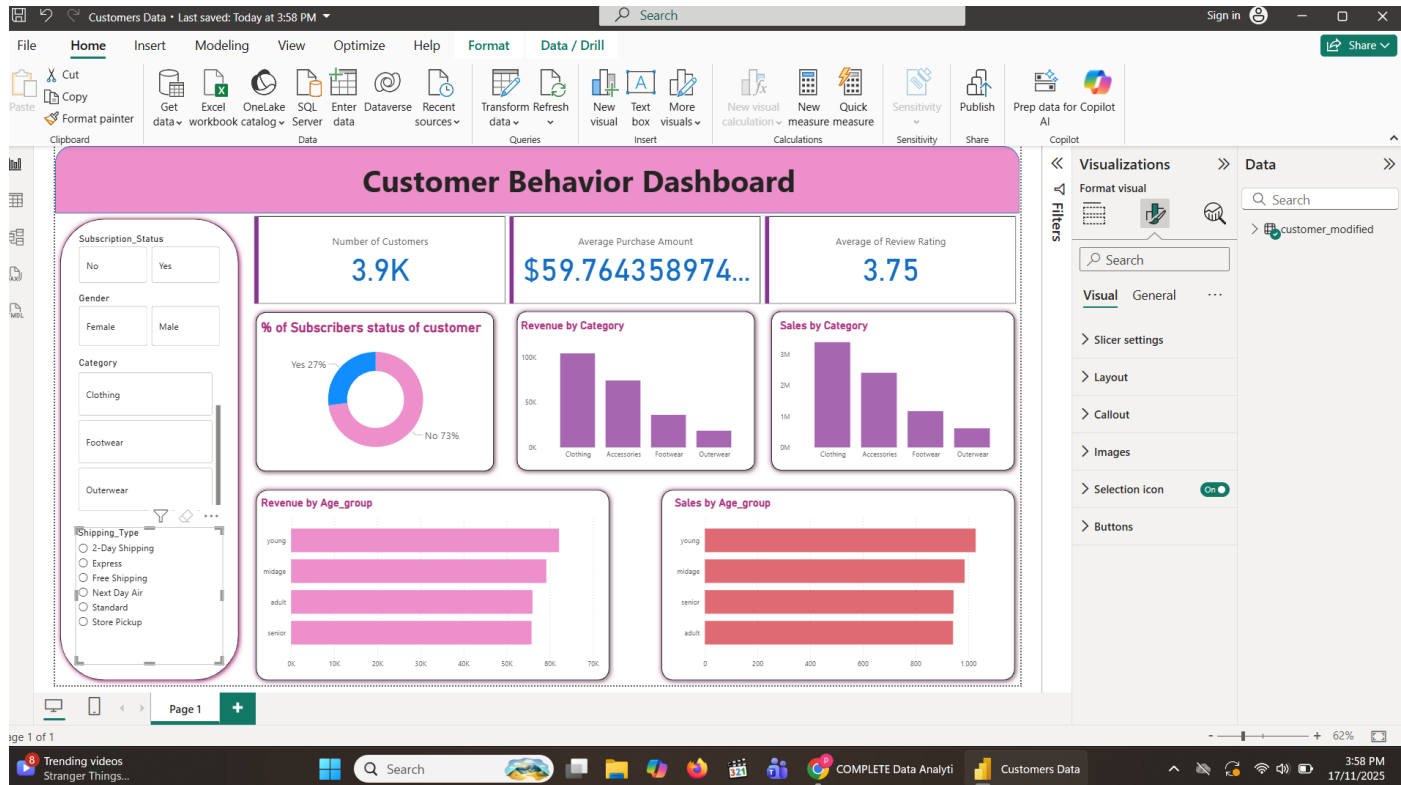 Customers Data • Last saved: Today at 3:58 PM
Search
Sign in
File Home Insert Modeling View Optimize Help Format Data / Drill
Share
Paste
Cut
Copy
Format painter
Clipboard
Get data
Excel workbook
OneLake catalog
SQL Server
Enter data
Dataverse
Recent sources
Data
Transform data
Refresh
Queries
New visual
A
Text box
More visuals
Insert
New visual calculation
New measure
Quick measure
Calculations
Sensitivity
Sensitivity
Publish
Share
Prep data for AI
Copilot
Copilot
Customer Behavior Dashboard
Subscription_Status
No
Yes
Gender
Female
Male
Category
Clothing
Footwear
Outerwear
Shipping_Type
2-Day Shipping
Express
Free Shipping
Next Day Air
Standard
Store Pickup
Number of Customers
3.9K
Average Purchase Amount
$59.764358974...
Average of Review Rating
3.75
% of Subscribers status of customer
Yes 27%
No 73%
Revenue by Category
100K
50K
0K
Clothing Accessories Footwear Outerwear
Sales by Category
3M
2M
1M
0M
Clothing Accessories Footwear Outerwear
Revenue by Age_group
young
midage
adult
senior
0K 10K 20K 30K 40K 50K 60K 70K
Sales by Age_group
young
midage
senior
adult
0 200 400 600 800 1,000
Filters
Visualizations
Format visual
Search
Visual General
Slicer settings
Layout
Callout
Images
Selection icon
On
Buttons
Data
Search
customer_modified
Page 1
age 1 of 1
62%
8
Trending videos
Stranger Things...
Search
321
COMPLETE Data Analyti
Customers Data
3:58 PM
17/11/2025